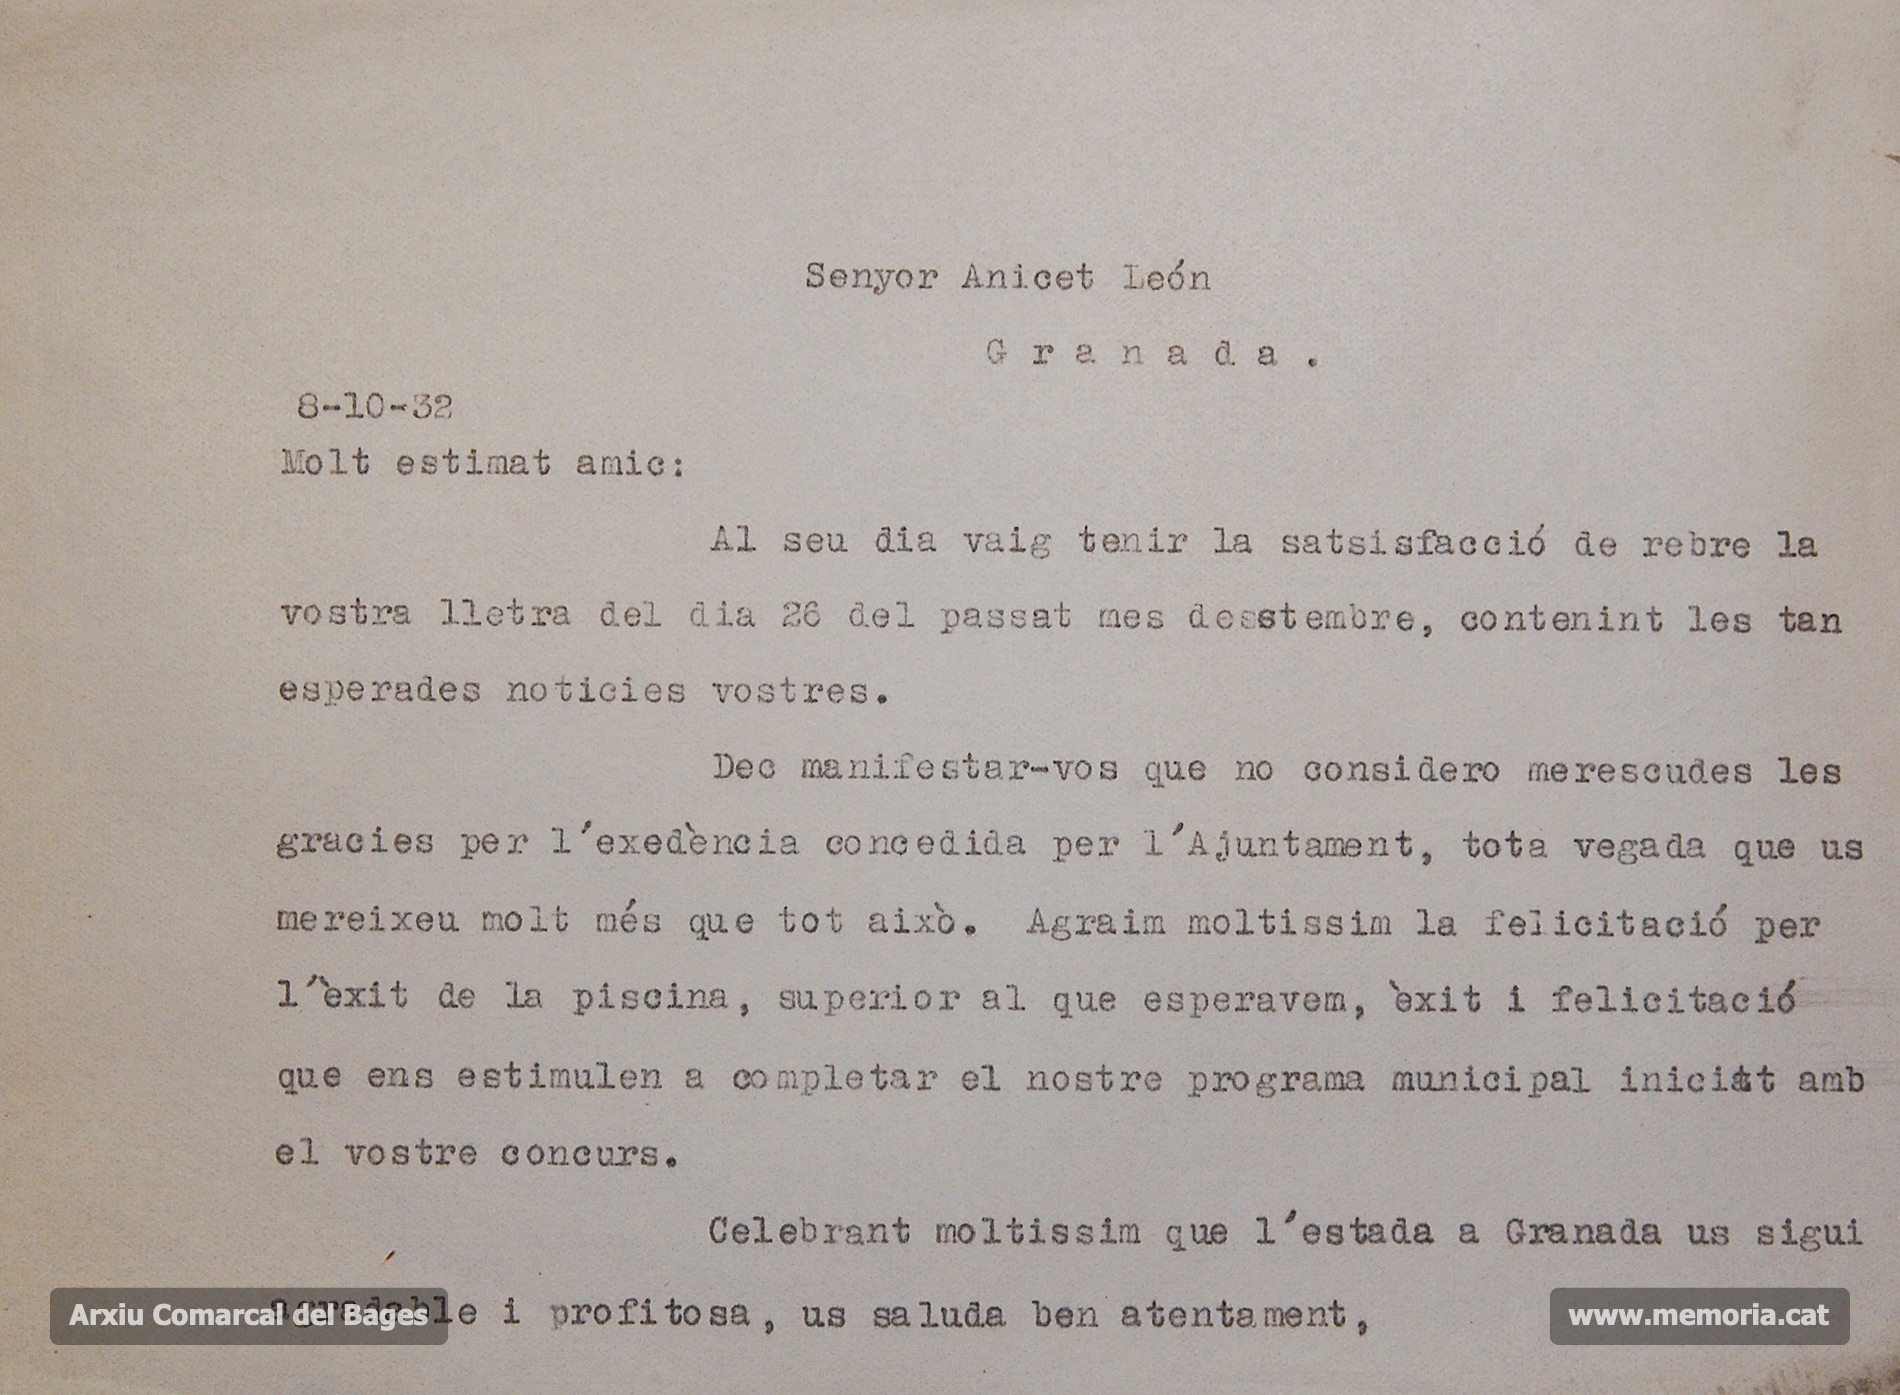 Senyor Anicet León
Granada.
8-10-32
Molt estimat amic:
Al seu dia vaig tenir la satsisfacció de rebre la
vostra lletra del dia 26 del passat mes desstembre, contenint les tan
esperades noticies vostres.
Dec manifestar-vos que no considero merescudes les
gracies per l'exedència concedida per l'Ajuntament, tota vegada que us
mereixeu molt més que tot això. Agraim moltissim la felicitació per
l'èxit de la piscina, superior al que esperavem, èxit i felicitació
que ens estimulen a completar el nostre programa municipal iniciat amb
el vostre concurs.
Celebrant moltissim que l'estada a Granada us sigui
agradable i profitosa, us saluda ben atentament,
Arxiu Comarcal del Bages
www.memoria.cat